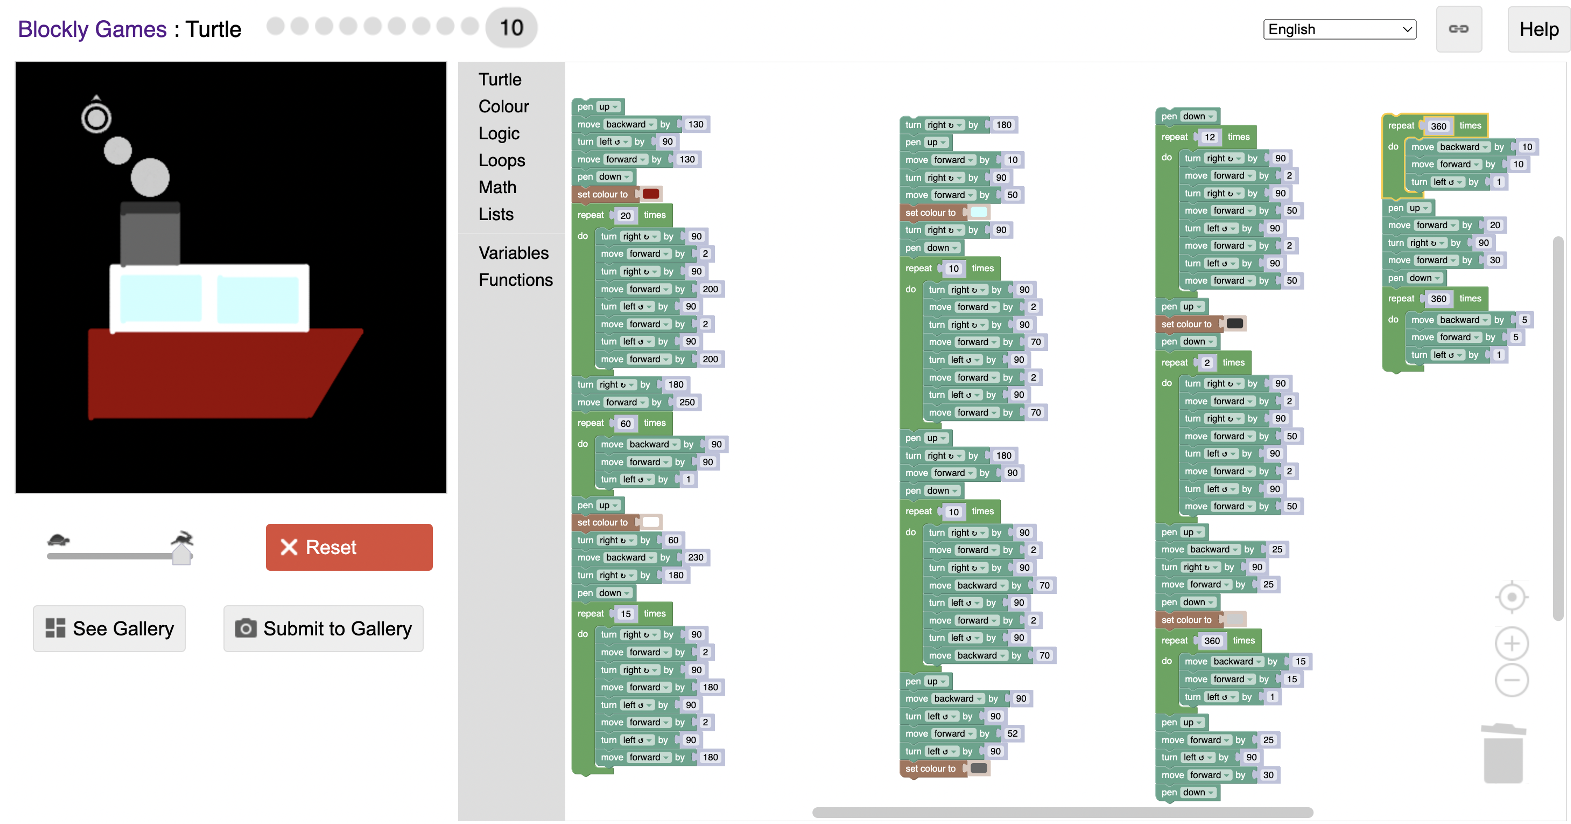 Blockly Games : Turtle
10
English
Help
Turtle
Colour
Logic
Loops
Math
Lists
Variables
Functions
Reset
See Gallery
Submit to Gallery
pen up
move backward by 130
turn left ↺ by 90
move forward by 130
pen down
set colour to
repeat 20 times
do turn right ↻ by 90
move forward by 2
turn right ↻ by 90
move forward by 200
turn left ↺ by 90
move forward by 2
turn left ↺ by 90
move forward by 200
turn right ↻ by 180
move forward by 250
repeat 60 times
do move backward by 90
move forward by 90
turn left ↺ by 1
pen up
set colour to
turn right ↻ by 60
move backward by 230
turn right ↻ by 180
pen down
repeat 15 times
do turn right ↻ by 90
move forward by 2
turn right ↻ by 90
move forward by 180
turn left ↺ by 90
move forward by 2
turn left ↺ by 90
move forward by 180
turn right ↻ by 180
pen up
move forward by 10
turn right ↻ by 90
move forward by 50
set colour to
turn right ↻ by 90
pen down
repeat 10 times
do turn right ↻ by 90
move forward by 2
turn right ↻ by 90
move forward by 70
turn left ↺ by 90
move forward by 2
turn left ↺ by 90
move forward by 70
pen up
turn right ↻ by 180
move forward by 90
pen down
repeat 10 times
do turn right ↻ by 90
move forward by 2
turn right ↻ by 90
move backward by 70
turn left ↺ by 90
move forward by 2
turn left ↺ by 90
move backward by 70
pen up
move backward by 90
turn left ↺ by 90
move forward by 52
turn left ↺ by 90
set colour to
pen down
repeat 12 times
do turn right ↻ by 90
move forward by 2
turn right ↻ by 90
move forward by 50
turn left ↺ by 90
move forward by 2
turn left ↺ by 90
move forward by 50
pen up
set colour to
pen down
repeat 2 times
do turn right ↻ by 90
move forward by 2
turn right ↻ by 90
move forward by 50
turn left ↺ by 90
move forward by 2
turn left ↺ by 90
move forward by 50
pen up
move backward by 25
turn right ↻ by 90
move forward by 25
pen down
set colour to
repeat 360 times
do move backward by 15
move forward by 15
turn left ↺ by 1
pen up
move forward by 25
turn left ↺ by 90
move forward by 30
pen down
repeat 360 times
do move backward by 10
move forward by 10
turn left ↺ by 1
pen up
move forward by 20
turn right ↻ by 90
move forward by 30
pen down
repeat 360 times
do move backward by 5
move forward by 5
turn left ↺ by 1